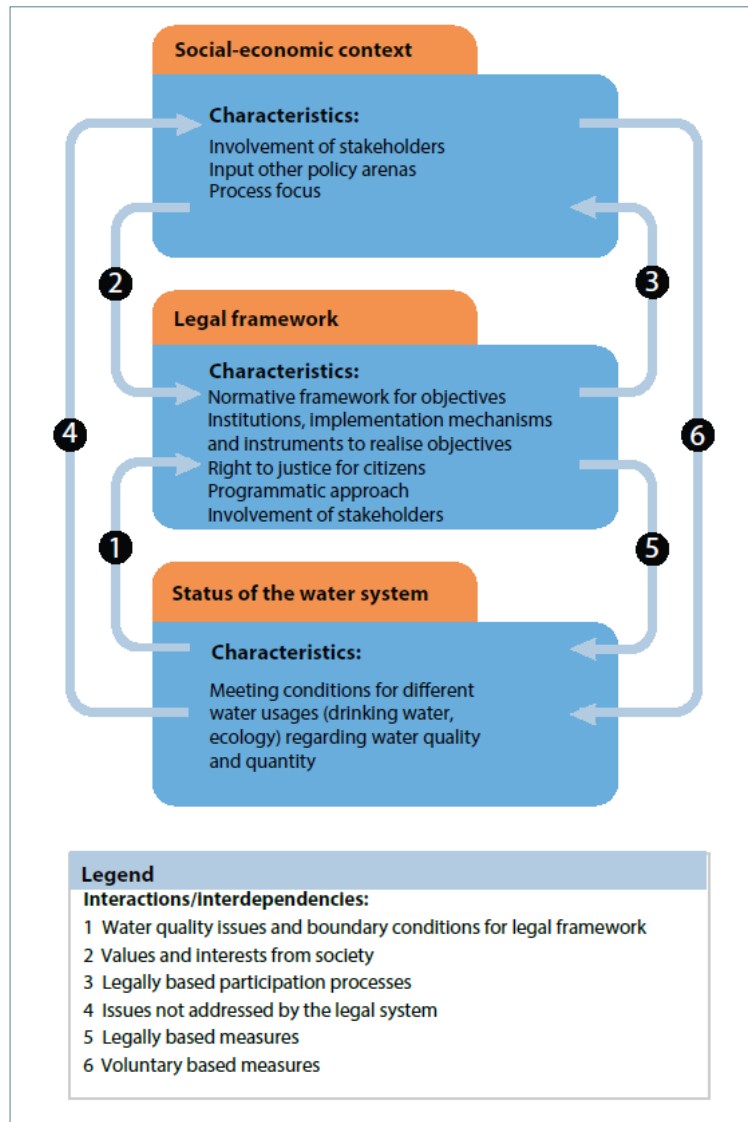 Social-economic context
Characteristics:
Involvement of stakeholders
Input other policy arenas
Process focus
2
3
Legal framework
Characteristics:
Normative framework for objectives
Institutions, implementation mechanisms
and instruments to realise objectives
Right to justice for citizens
Programmatic approach
Involvement of stakeholders
4
6
1
5
Status of the water system
Characteristics:
Meeting conditions for different
water usages (drinking water,
ecology) regarding water quality
and quantity
Legend
Interactions/interdependencies:
1 Water quality issues and boundary conditions for legal framework
2 Values and interests from society
3 Legally based participation processes
4 Issues not addressed by the legal system
5 Legally based measures
6 Voluntary based measures